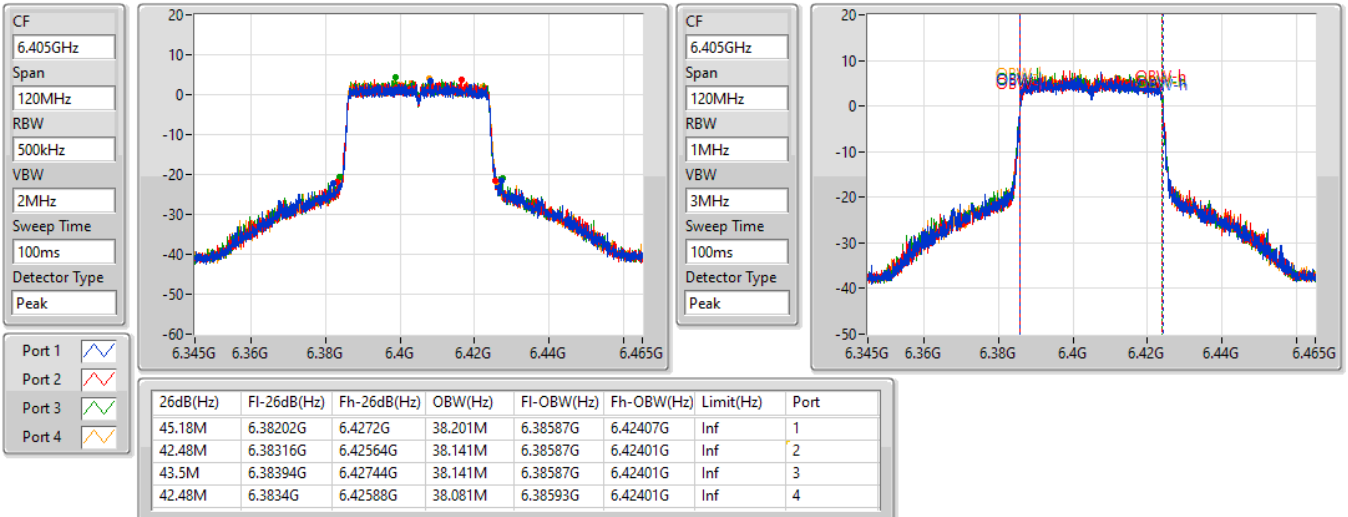 CF
6.405GHz
Span
120MHz
RBW
500kHz
VBW
2MHz
Sweep Time
100ms
Detector Type
Peak
20
10
0
-10
-20
-30
-40
-50
-60
6.345G 6.36G 6.38G 6.4G 6.42G 6.44G 6.465G
CF
6.405GHz
Span
120MHz
RBW
1MHz
VBW
3MHz
Sweep Time
100ms
Detector Type
Peak
20
10
0
-10
-20
-30
-40
-50
6.345G 6.36G 6.38G 6.4G 6.42G 6.44G 6.465G
Port 1
Port 2
Port 3
Port 4
26dB(Hz) Fl-26dB(Hz) Fh-26dB(Hz) OBW(Hz) Fl-OBW(Hz) Fh-OBW(Hz) Limit(Hz) Port
45.18M 6.38202G 6.4272G 38.201M 6.38587G 6.42407G Inf 1
42.48M 6.38316G 6.42564G 38.141M 6.38587G 6.42401G Inf 2
43.5M 6.38394G 6.42744G 38.141M 6.38587G 6.42401G Inf 3
42.48M 6.3834G 6.42588G 38.081M 6.38593G 6.42401G Inf 4